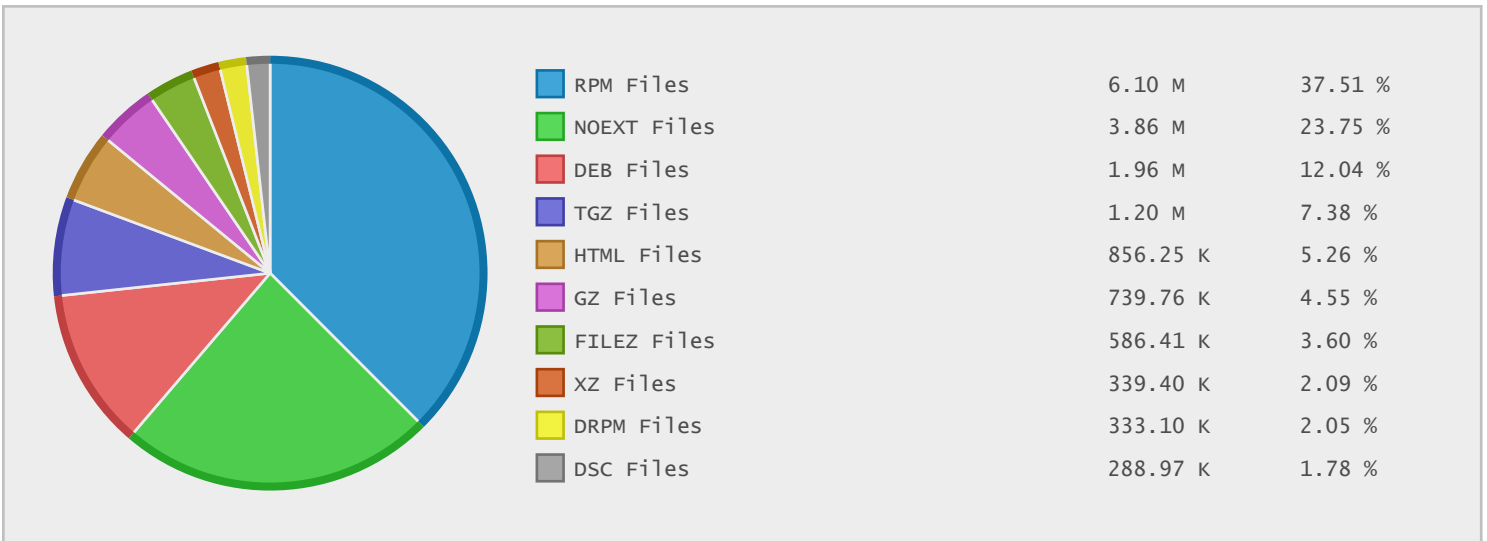 RPM Files 6.10 M 37.51 %
NOEXT Files 3.86 M 23.75 %
DEB Files 1.96 M 12.04 %
TGZ Files 1.20 M 7.38 %
HTML Files 856.25 K 5.26 %
GZ Files 739.76 K 4.55 %
FILEZ Files 586.41 K 3.60 %
XZ Files 339.40 K 2.09 %
DRPM Files 333.10 K 2.05 %
DSC Files 288.97 K 1.78 %